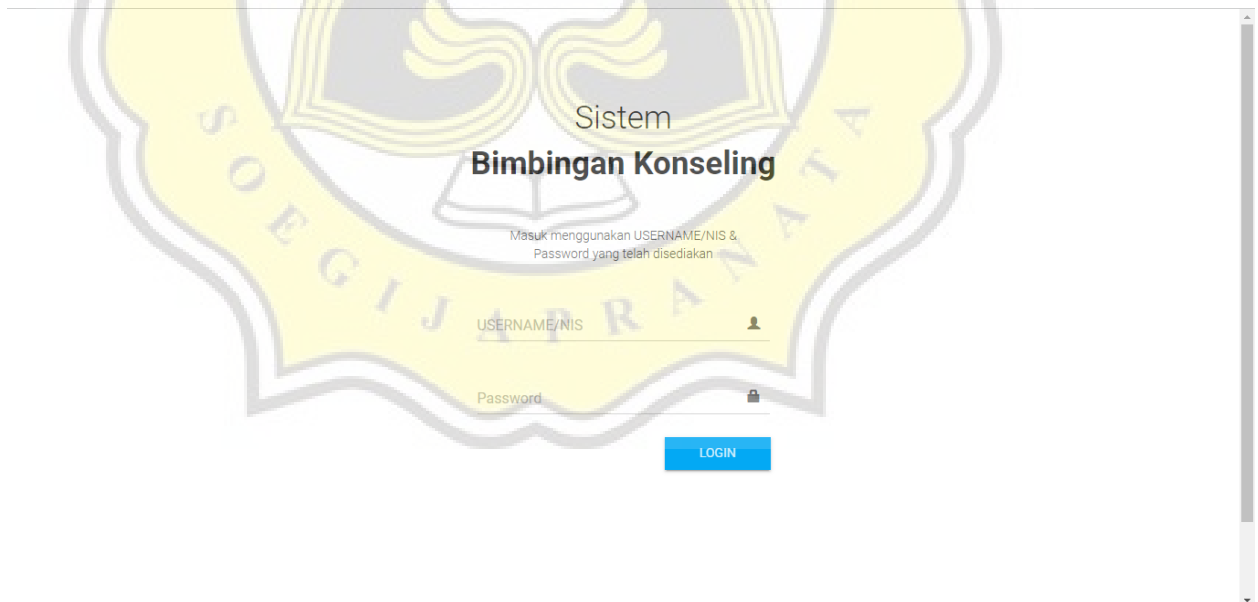 Sistem
Bimbingan Konseling
Masuk menggunakan USERNAME/NIS &
Password yang telah disediakan
USERNAME/NIS
Password
LOGIN
SOEGIJAPRANATA